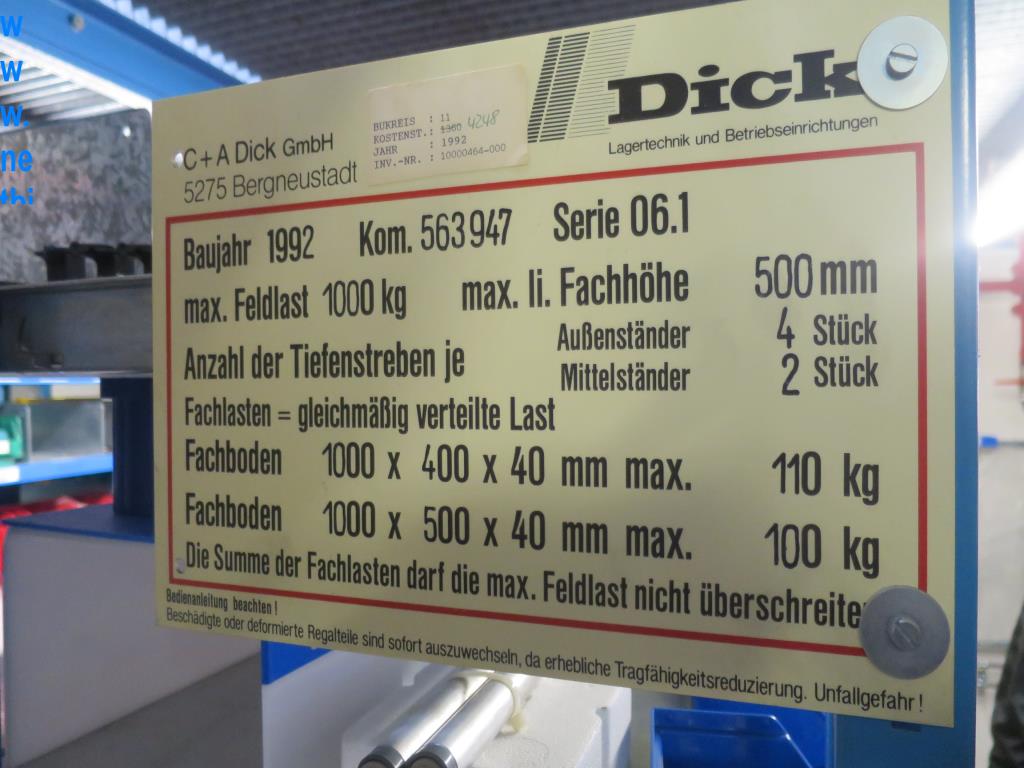 w
w
w.
ne
Dick
Lagertechnik und Betriebseinrichtungen
C + A Dick GmbH
5275 Bergneustadt
BUKREIS : 11
KOSTENST.: 1360 4248
JAHR : 1992
INV.-NR. : 10000464-000
Baujahr 1992 Kom. 563947 Serie 06.1
max. Feldlast 1000 kg max. li. Fachhöhe 500 mm
Anzahl der Tiefenstreben je Außenständer 4 Stück
Mittelständer 2 Stück
Fachlasten = gleichmäßig verteilte Last
Fachboden 1000 x 400 x 40 mm max. 110 kg
Fachboden 1000 x 500 x 40 mm max. 100 kg
Die Summe der Fachlasten darf die max. Feldlast nicht überschreite
Bedienanleitung beachten!
Beschädigte oder deformierte Regalteile sind sofort auszuwechseln, da erhebliche Tragfähigkeitsreduzierung. Unfallgefahr!